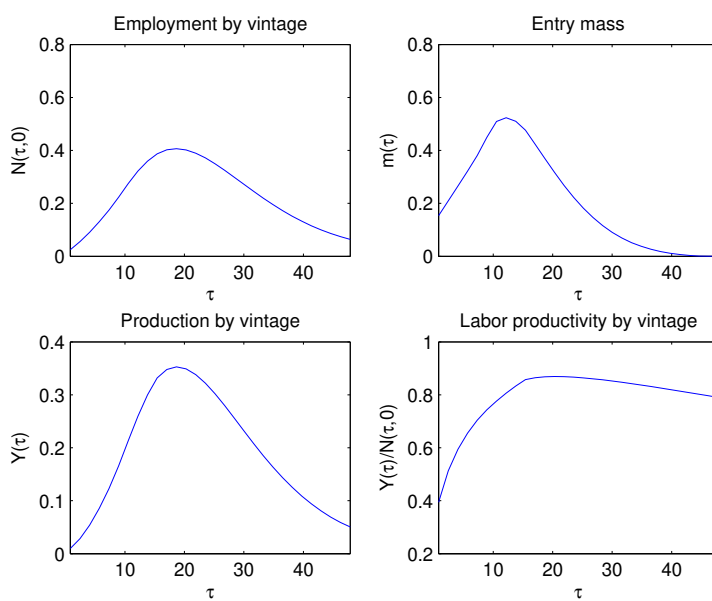 Employment by vintage
0.8
0.6
0.4
0.2
0
N(τ,0)
10 20 30 40
τ
Entry mass
0.8
0.6
0.4
0.2
0
m(τ)
10 20 30 40
τ
Production by vintage
0.4
0.3
0.2
0.1
0
Y(τ)
10 20 30 40
τ
Labor productivity by vintage
1
0.8
0.6
0.4
0.2
Y(τ)/N(τ,0)
10 20 30 40
τ